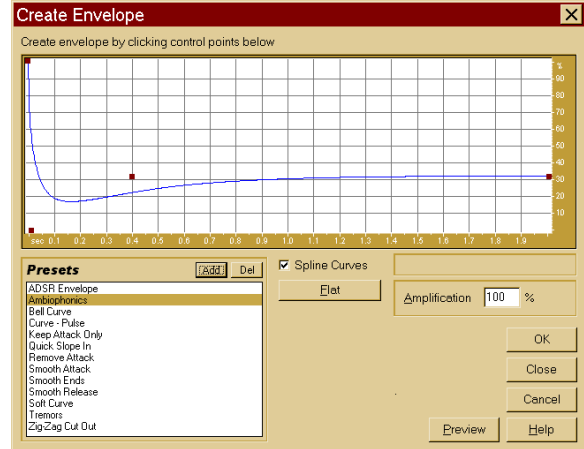 Create Envelope
Create envelope by clicking control points below
%
90
80
70
60
50
40
30
20
10
sec 0.1 0.2 0.3 0.4 0.5 0.6 0.7 0.8 0.9 1.0 1.1 1.2 1.3 1.4 1.5 1.6 1.7 1.8 1.9
Presets Add Del
ADSR Envelope
Ambiophonics
Bell Curve
Curve - Pulse
Keep Attack Only
Quick Slope In
Remove Attack
Smooth Attack
Smooth Ends
Smooth Release
Soft Curve
Tremors
Zig-Zag Cut Out
Spline Curves
Flat
Amplification 100 %
OK
Close
Cancel
Preview Help